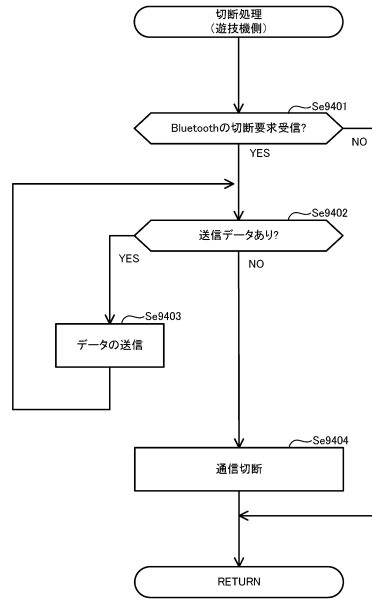 切断処理
(遊技機側)
Se9401
Bluetoothの切断要求受信?
NO
YES
Se9402
送信データあり?
YES
NO
Se9403
データの送信
Se9404
通信切断
RETURN